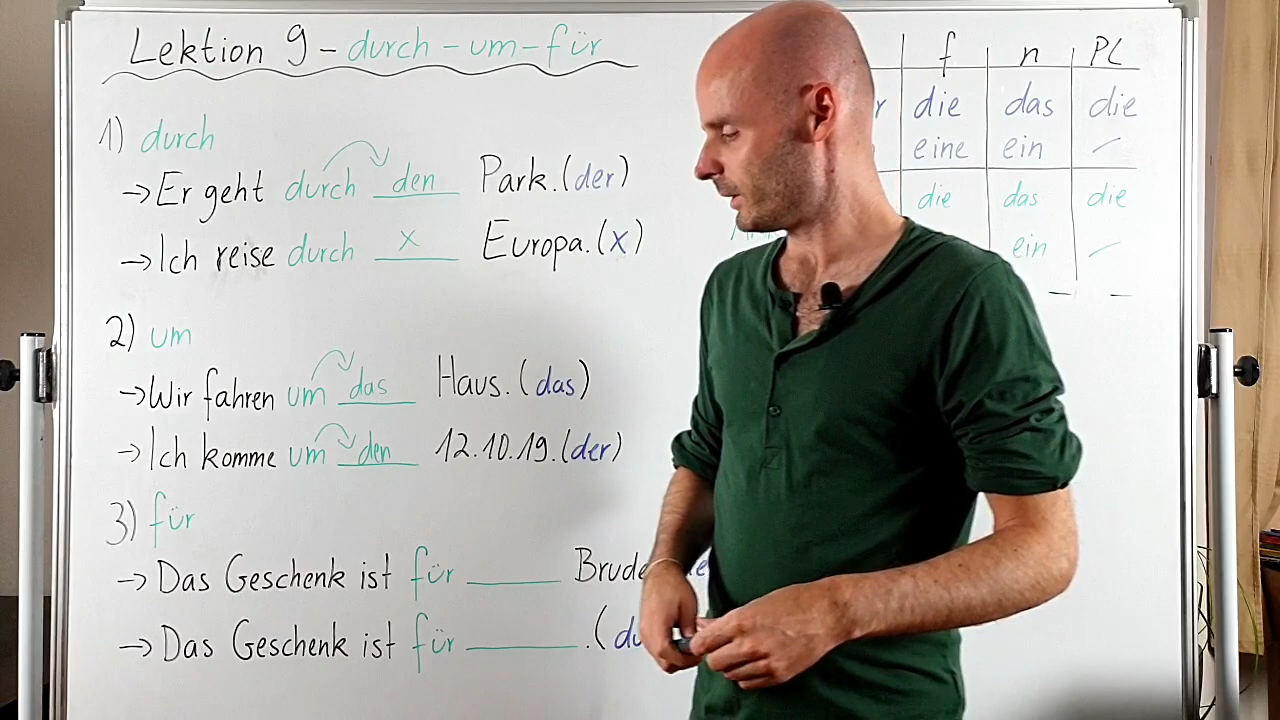 Lektion 9 - durch - um - für
1) durch
→ Er geht durch den Park. (der)
→ Ich reise durch x Europa. (x)
2) um
→ Wir fahren um das Haus. (das)
→ Ich komme um den 12.10.19. (der)
3) für
→ Das Geschenk ist für ______
→ Das Geschenk ist für ______ . (
f n PL
die das die
eine ein -
die das die
ein -